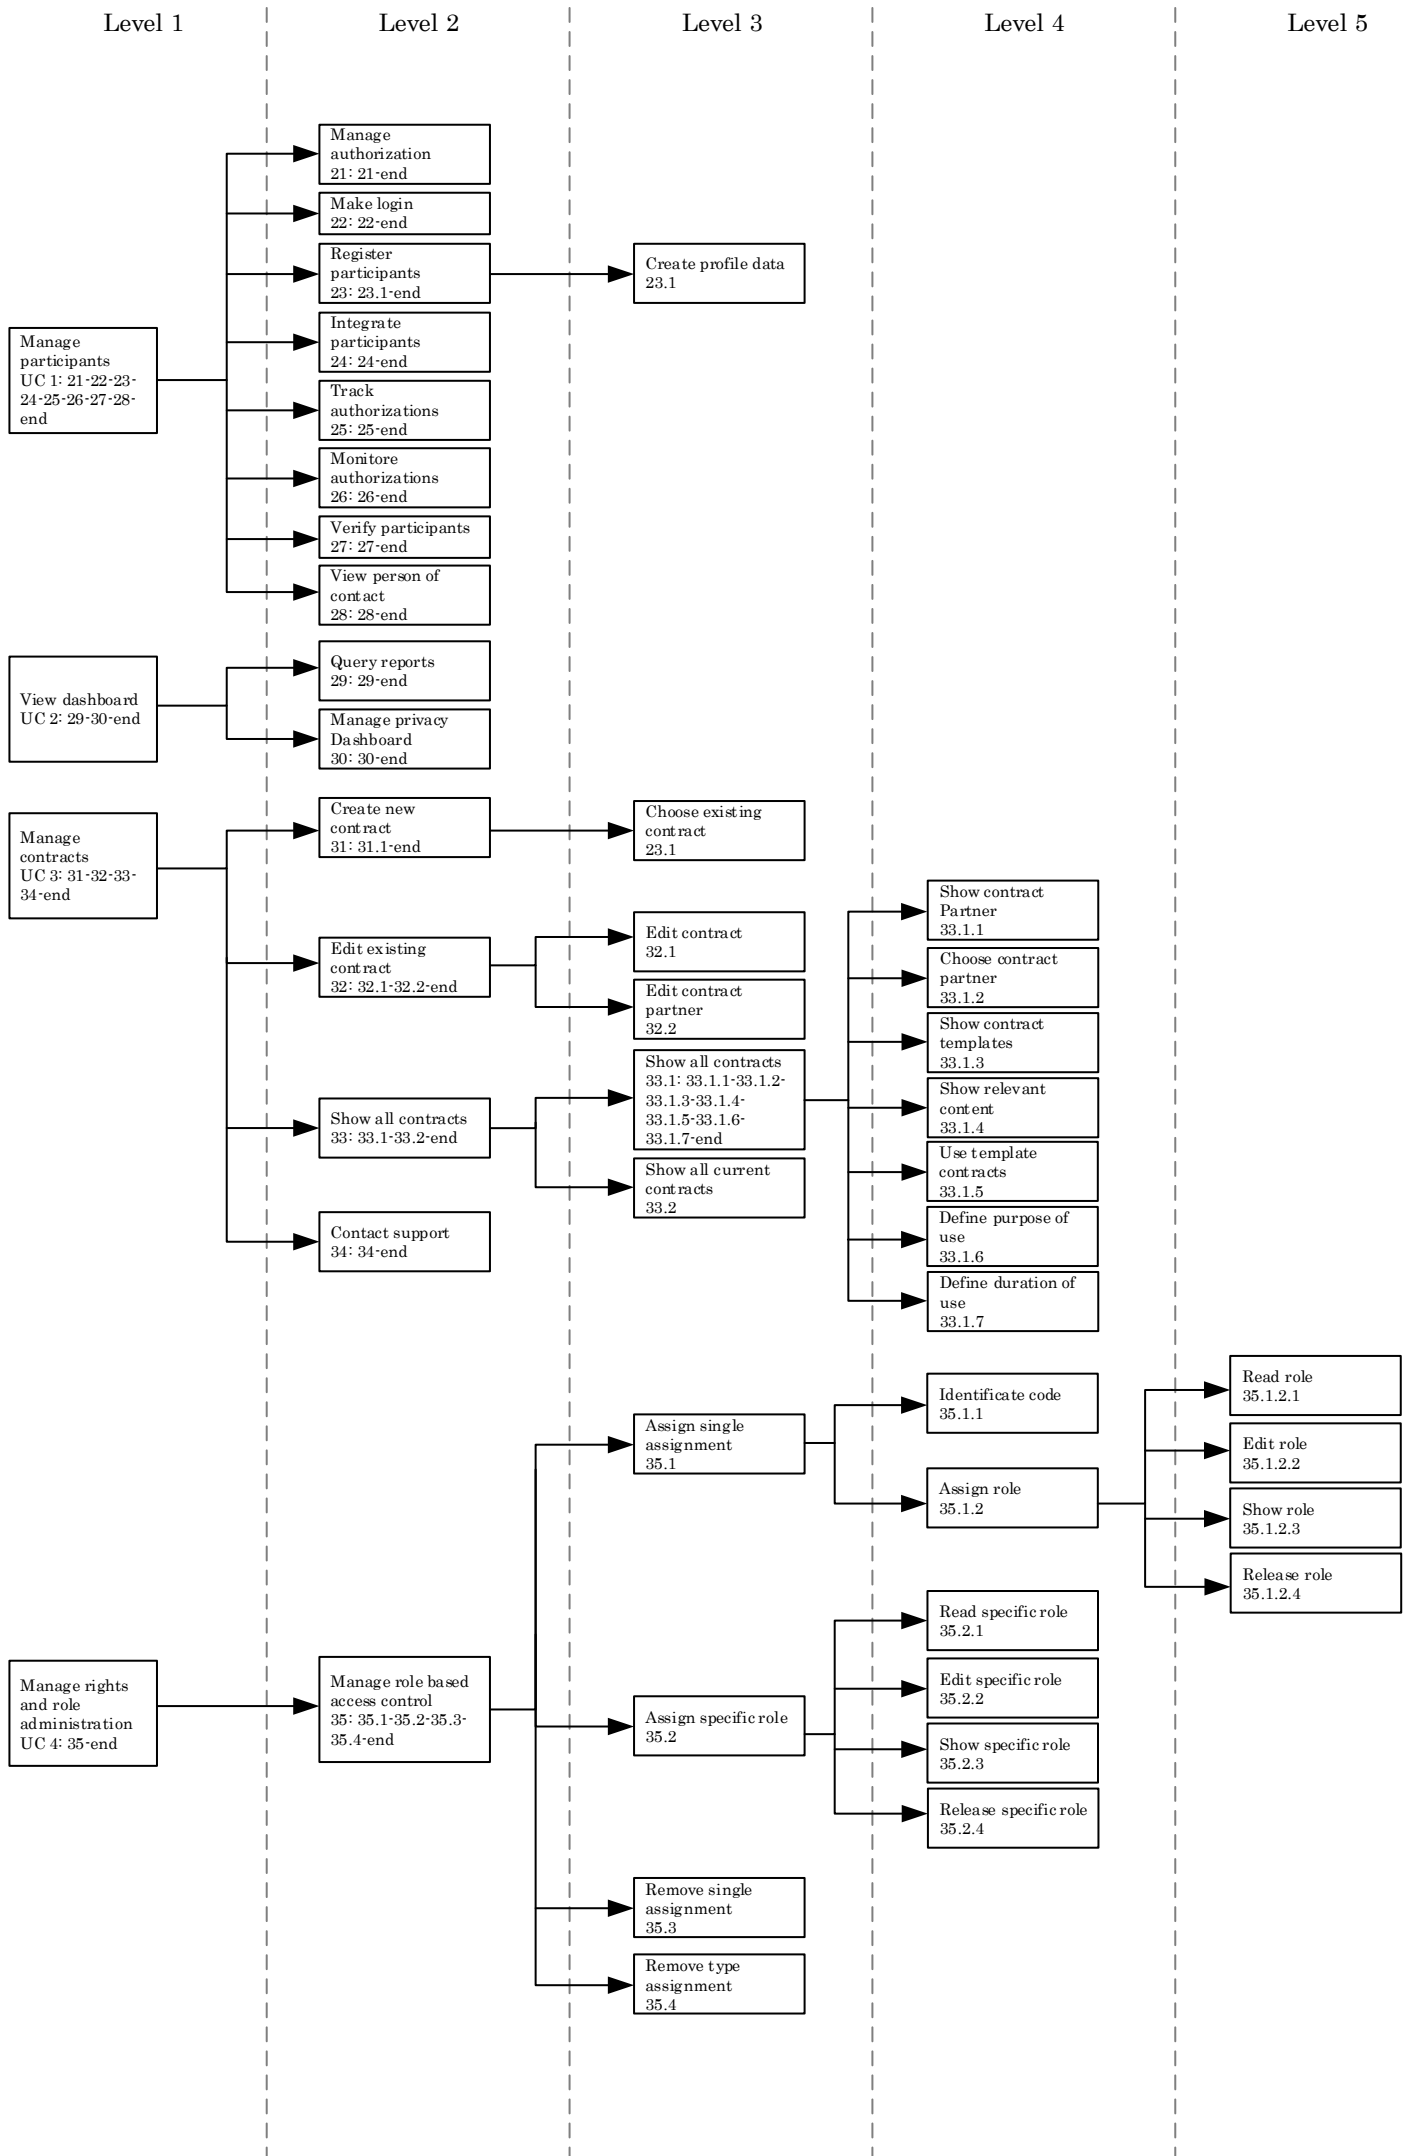 Level 1
Level 2
Level 3
Level 4
Level 5
Manage
participants
UC 1: 21-22-23-
24-25-26-27-28-
end
Manage
authorization
21: 21-end
Make login
22: 22-end
Register
participants
23: 23.1-end
Create profile data
23.1
Integrate
participants
24: 24-end
Track
authorizations
25: 25-end
Monitore
authorizations
26: 26-end
Verify participants
27: 27-end
View person of
contact
28: 28-end
View dashboard
UC 2: 29-30-end
Query reports
29: 29-end
Manage privacy
Dashboard
30: 30-end
Manage
contracts
UC 3: 31-32-33-
34-end
Create new
contract
31: 31.1-end
Choose existing
contract
23.1
Edit existing
contract
32: 32.1-32.2-end
Edit contract
32.1
Edit contract
partner
32.2
Show all contracts
33: 33.1-33.2-end
Show all contracts
33.1: 33.1.1-33.1.2-
33.1.3-33.1.4-
33.1.5-33.1.6-
33.1.7-end
Show all current
contracts
33.2
Show contract
Partner
33.1.1
Choose contract
partner
33.1.2
Show contract
templates
33.1.3
Show relevant
content
33.1.4
Use template
contracts
33.1.5
Define purpose of
use
33.1.6
Define duration of
use
33.1.7
Contact support
34: 34-end
Manage rights
and role
administration
UC 4: 35-end
Manage role based
access control
35: 35.1-35.2-35.3-
35.4-end
Assign single
assignment
35.1
Identificate code
35.1.1
Assign role
35.1.2
Read role
35.1.2.1
Edit role
35.1.2.2
Show role
35.1.2.3
Release role
35.1.2.4
Assign specific role
35.2
Read specific role
35.2.1
Edit specific role
35.2.2
Show specific role
35.2.3
Release specific role
35.2.4
Remove single
assignment
35.3
Remove type
assignment
35.4